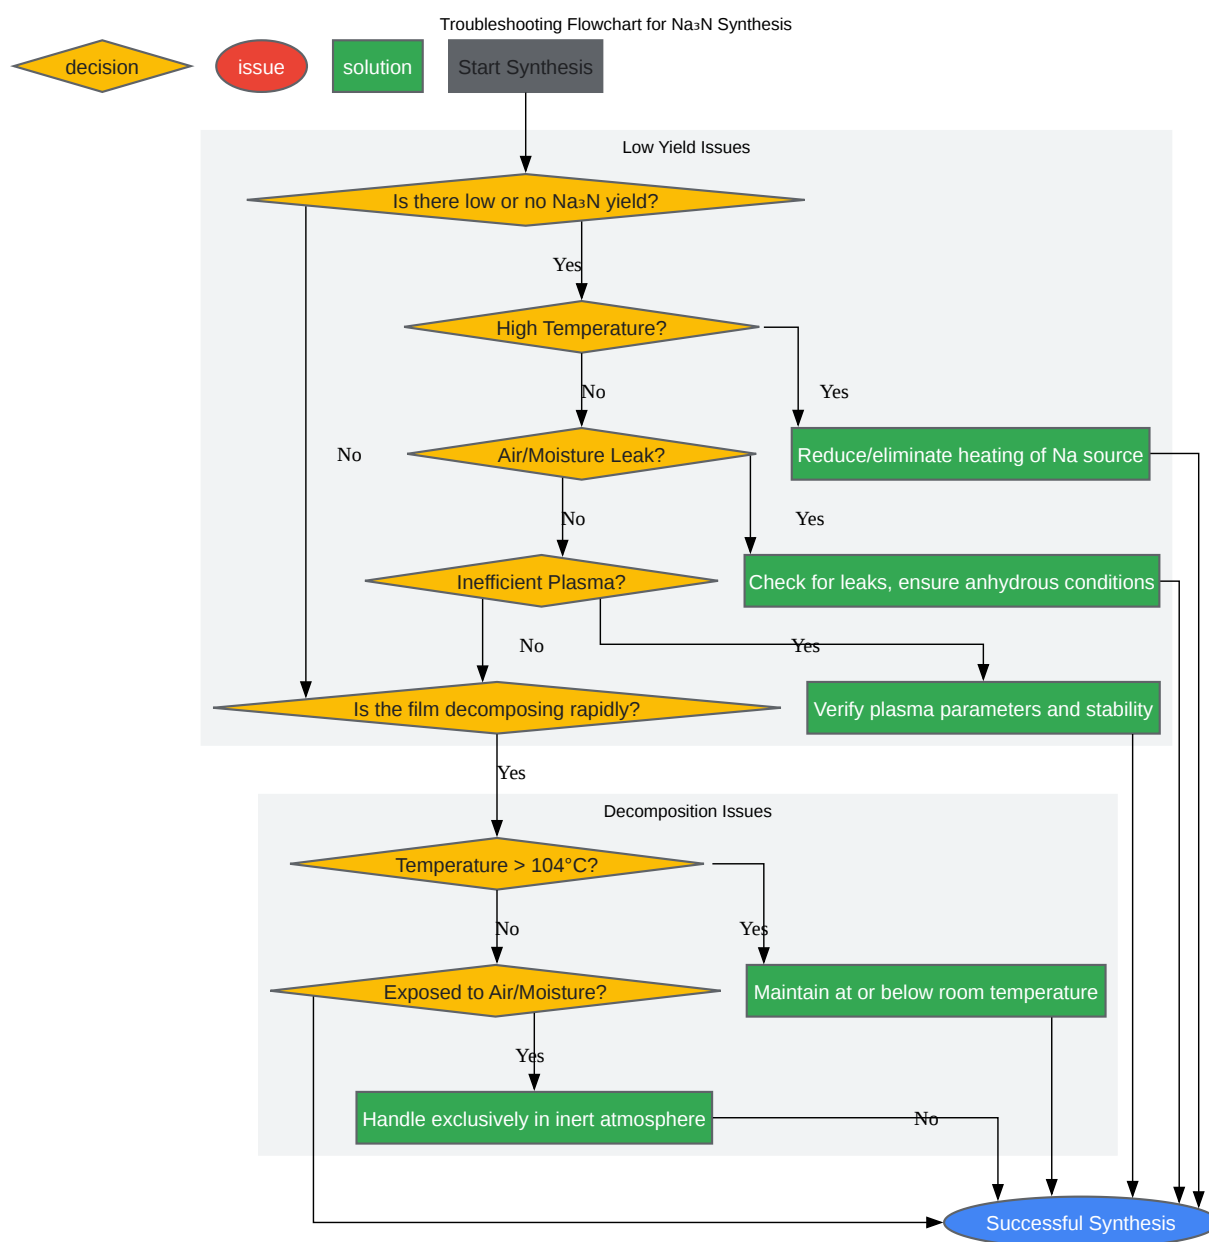 Troubleshooting Flowchart for Na₃N Synthesis
decision
issue
solution
Start Synthesis
Low Yield Issues
Is there low or no Na₃N yield?
Yes
High Temperature?
No
Yes
Air/Moisture Leak?
Reduce/eliminate heating of Na source
No
No
Yes
Inefficient Plasma?
Check for leaks, ensure anhydrous conditions
No
Yes
Is the film decomposing rapidly?
Verify plasma parameters and stability
Yes
Decomposition Issues
Temperature > 104°C?
No
Yes
Exposed to Air/Moisture?
Maintain at or below room temperature
Yes
Handle exclusively in inert atmosphere
No
Successful Synthesis